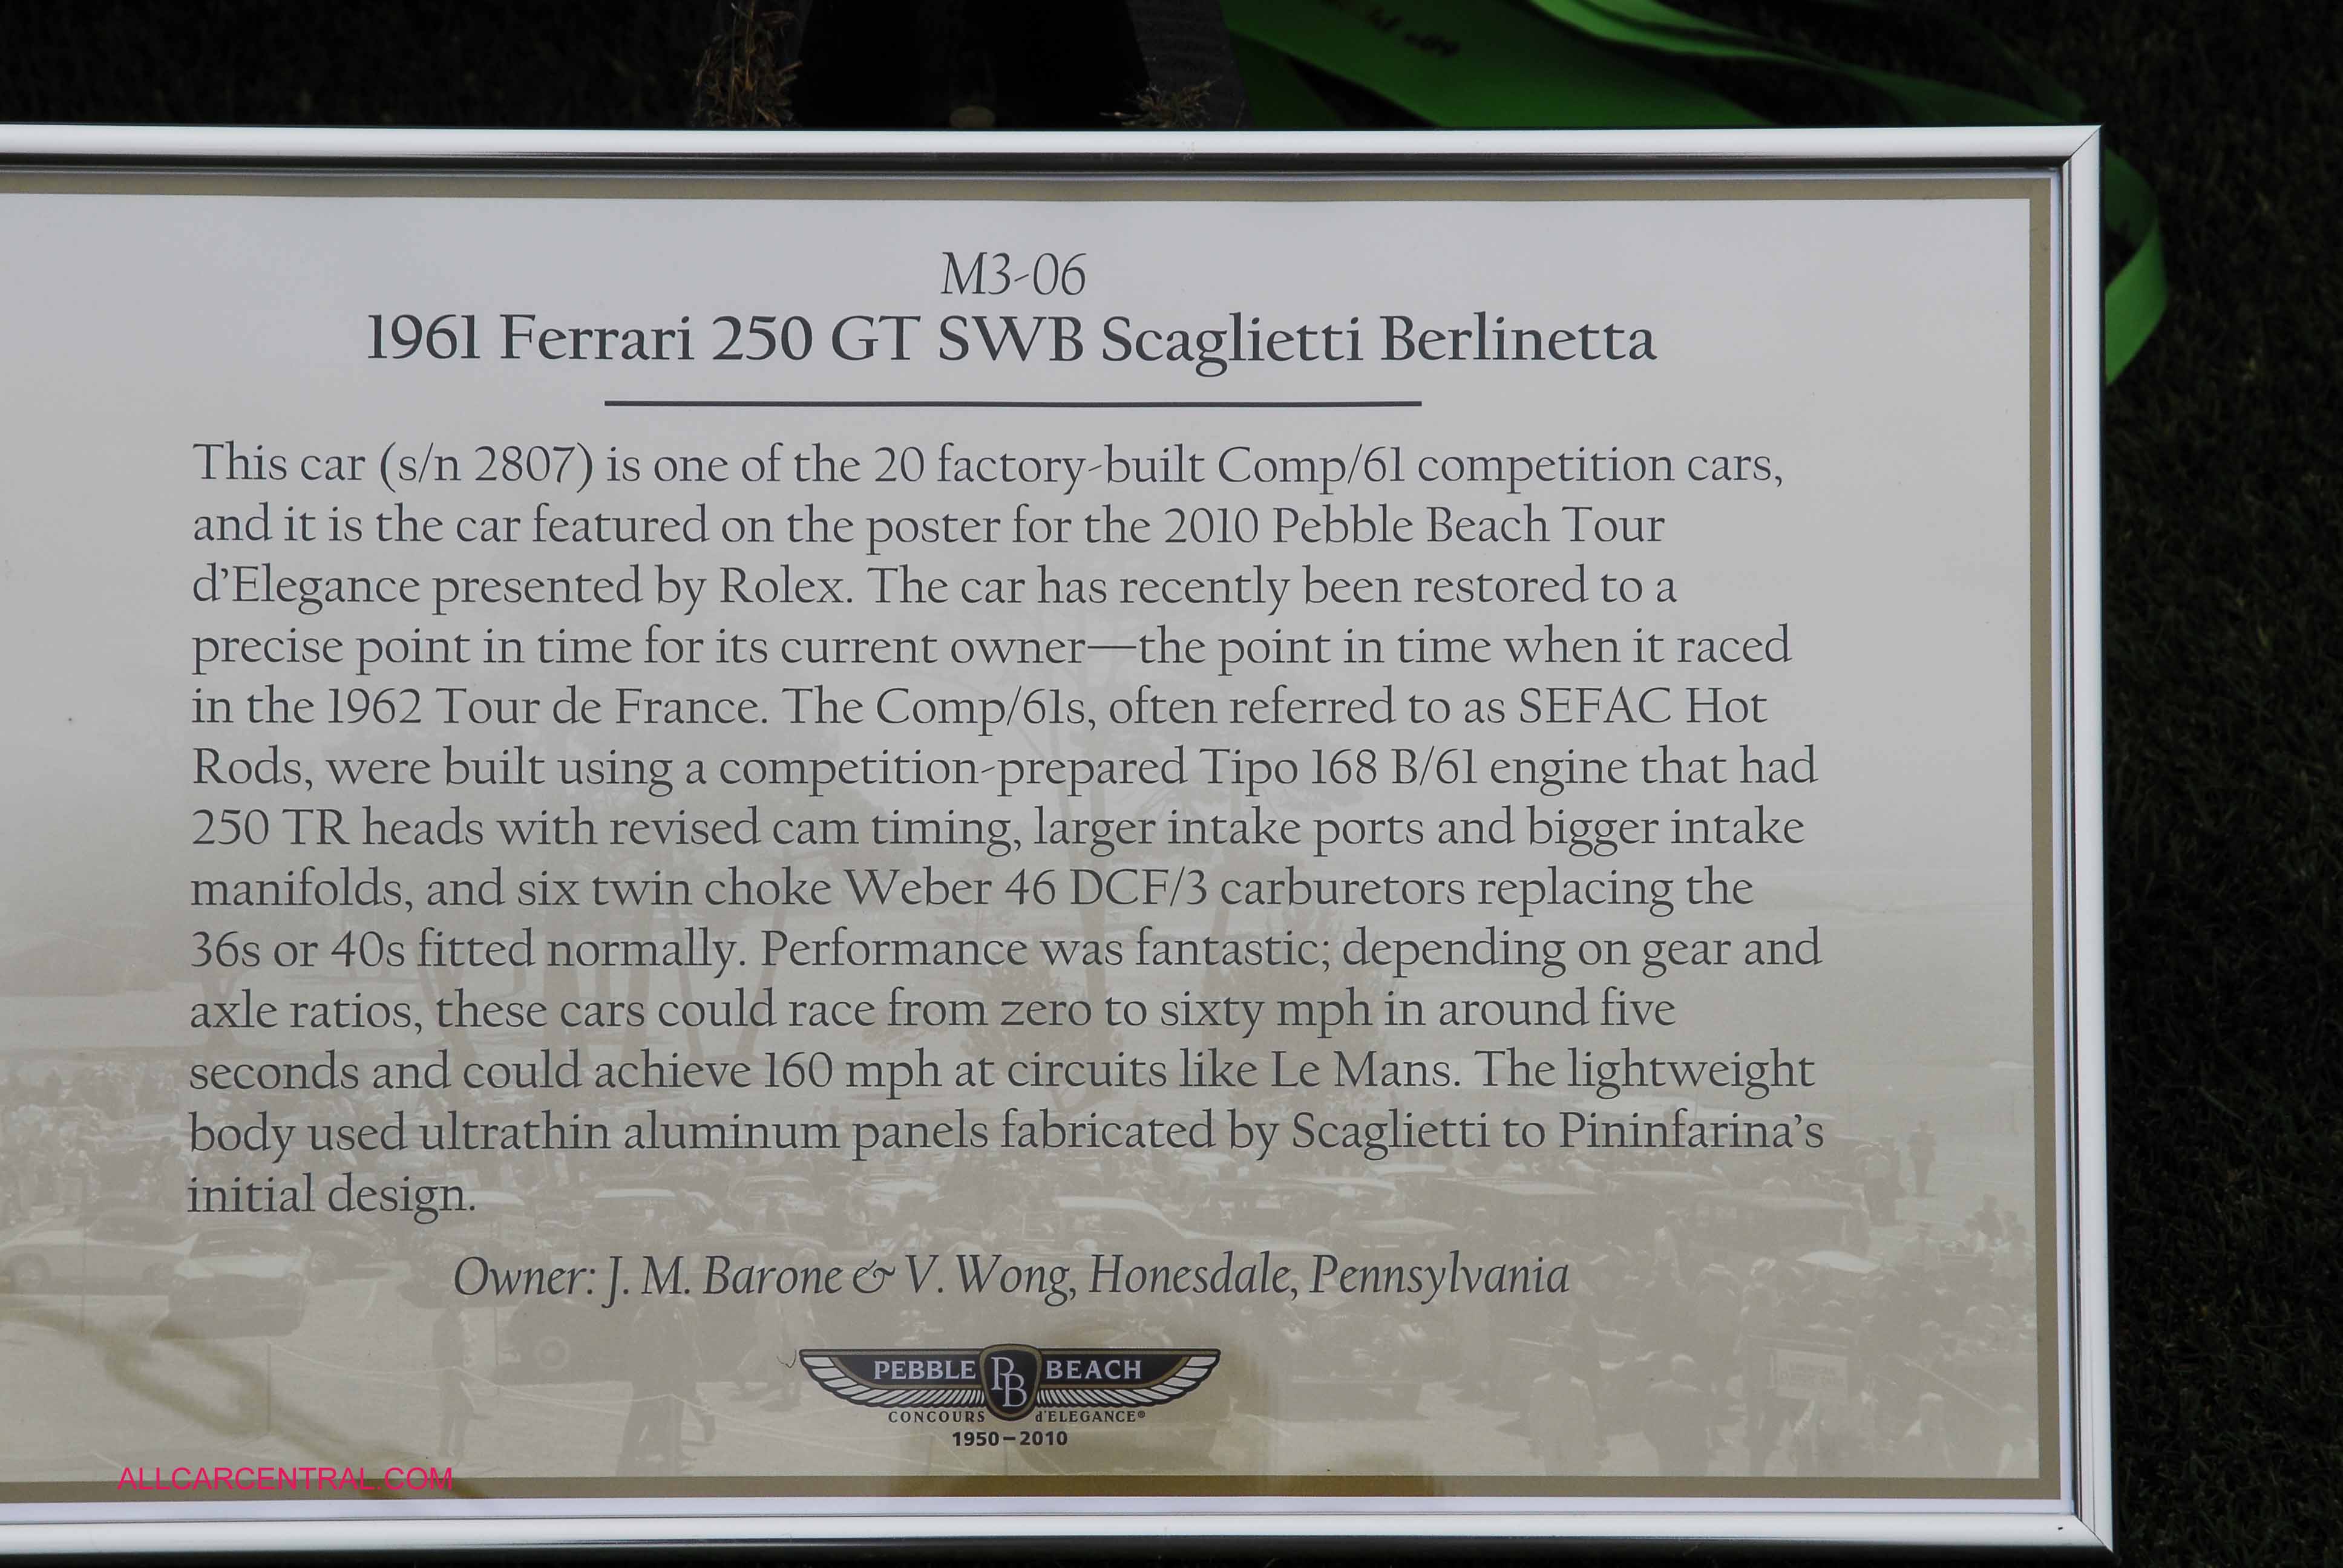 M3-06
1961 Ferrari 250 GT SWB Scaglietti Berlinetta
This car (s/n 2807) is one of the 20 factory-built Comp/61 competition cars,
and it is the car featured on the poster for the 2010 Pebble Beach Tour
d’Elegance presented by Rolex. The car has recently been restored to a
precise point in time for its current owner—the point in time when it raced
in the 1962 Tour de France. The Comp/61s, often referred to as SEFAC Hot
Rods, were built using a competition-prepared Tipo 168 B/61 engine that had
250 TR heads with revised cam timing, larger intake ports and bigger intake
manifolds, and six twin choke Weber 46 DCF/3 carburetors replacing the
36s or 40s fitted normally. Performance was fantastic; depending on gear and
axle ratios, these cars could race from zero to sixty mph in around five
seconds and could achieve 160 mph at circuits like Le Mans. The lightweight
body used ultrathin aluminum panels fabricated by Scaglietti to Pininfarina’s
initial design.
Owner: J. M. Barone & V. Wong, Honesdale, Pennsylvania
PEBBLE PB BEACH
CONCOURS d'ELEGANCE®
1950–2010
ALLCARCENTRAL.COM